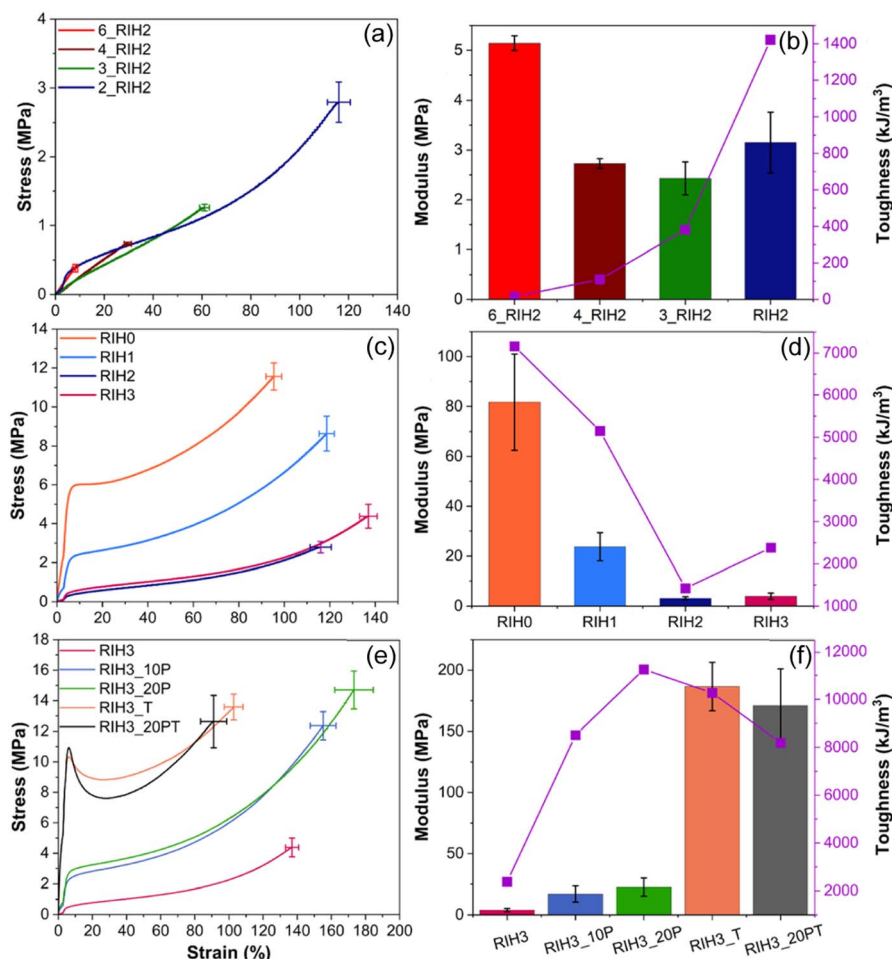 (a)
6_RIH2
4_RIH2
3_RIH2
2_RIH2
Stress (MPa)
5
4
3
2
1
0
0 20 40 60 80 100 120 140
(b)
Modulus (MPa)
5
4
3
2
1
0
6_RIH2 4_RIH2 3_RIH2 RIH2
1400
1200
1000
800
600
400
200
0
Toughness (kJ/m³)
(c)
RIH0
RIH1
RIH2
RIH3
Stress (MPa)
14
12
10
8
6
4
2
0
0 20 40 60 80 100 120 140
(d)
Modulus (MPa)
100
80
60
40
20
0
RIH0 RIH1 RIH2 RIH3
7000
6000
5000
4000
3000
2000
1000
Toughness (kJ/m³)
(e)
RIH3
RIH3_10P
RIH3_20P
RIH3_T
RIH3_20PT
Stress (MPa)
18
16
14
12
10
8
6
4
2
0
0 20 40 60 80 100 120 140 160 180 200
Strain (%)
(f)
Modulus (MPa)
200
150
100
50
25
0
RIH3 RIH3_10P RIH3_20P RIH3_T RIH3_20PT
12000
10000
8000
6000
4000
2000
Toughness (kJ/m³)